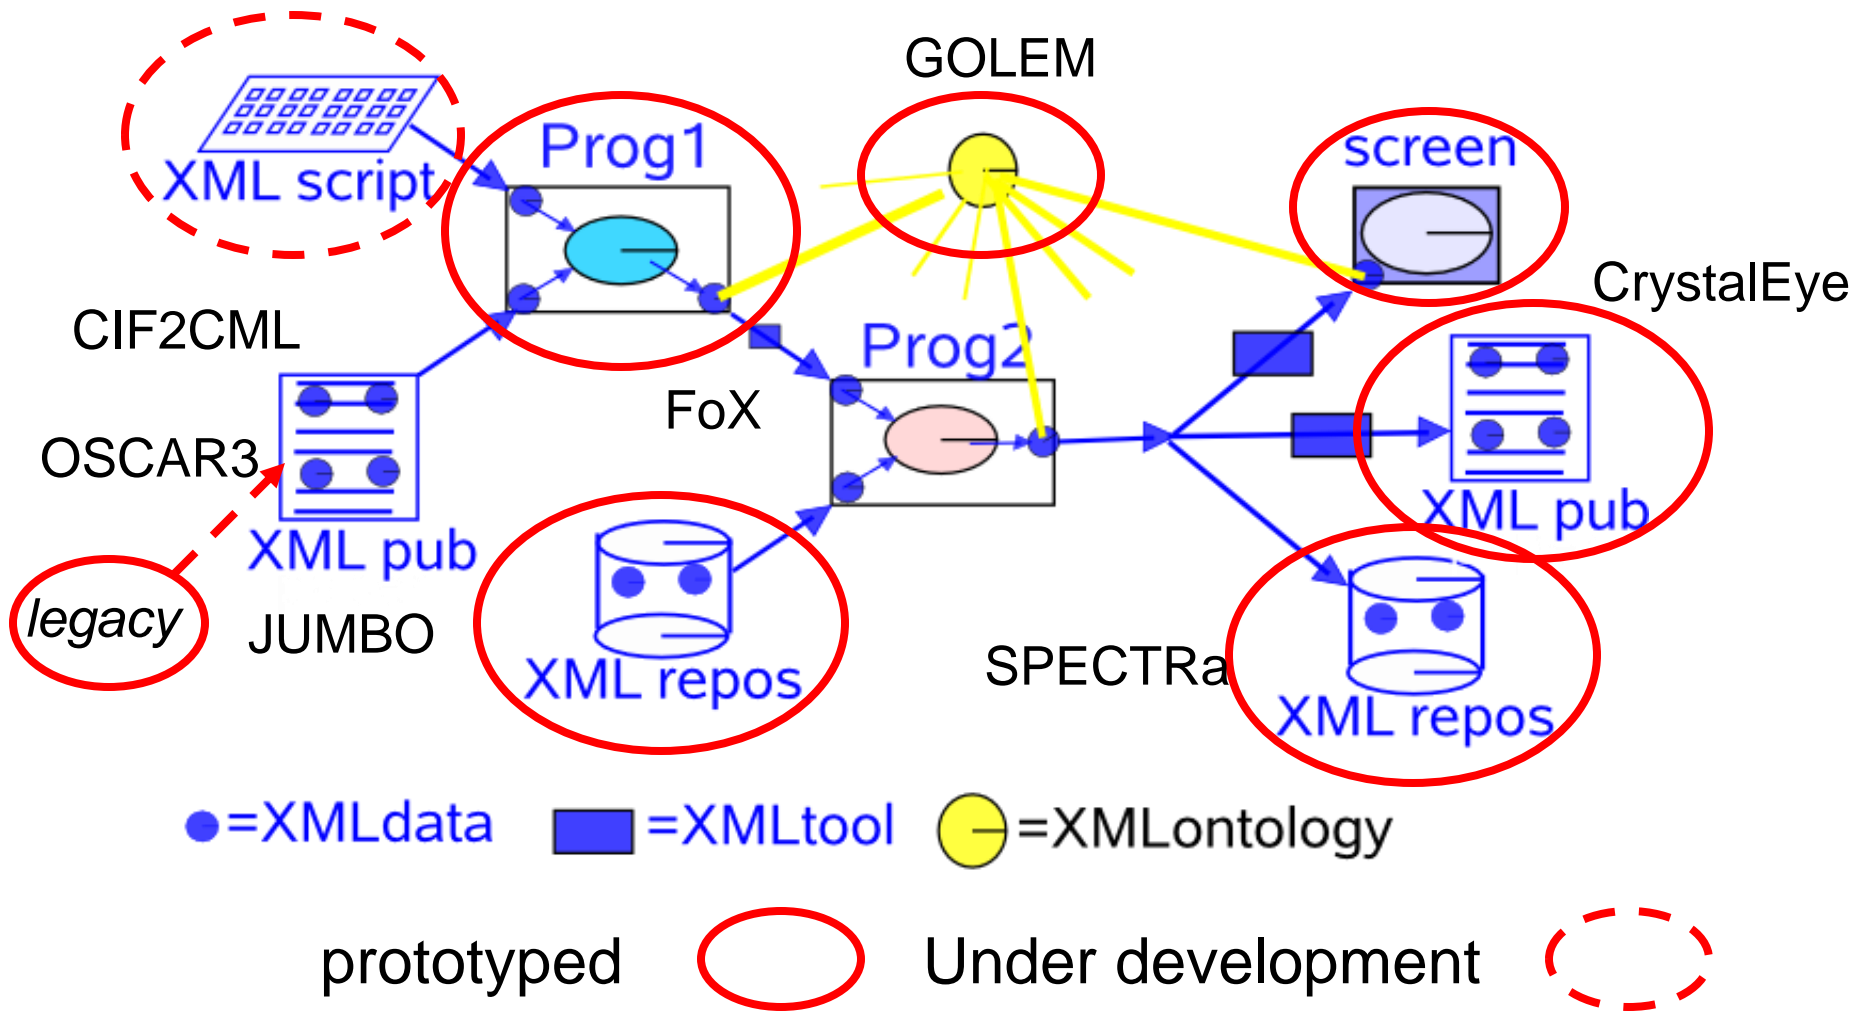 GOLEM
Prog1
screen
XML script
CrystalEye
CIF2CML
Prog2
FoX
OSCAR3
XML pub
XML pub
legacy
JUMBO
SPECTRa
XML repos
XML repos
=XMLdata
=XMLtool
=XMLontology
prototyped
Under development